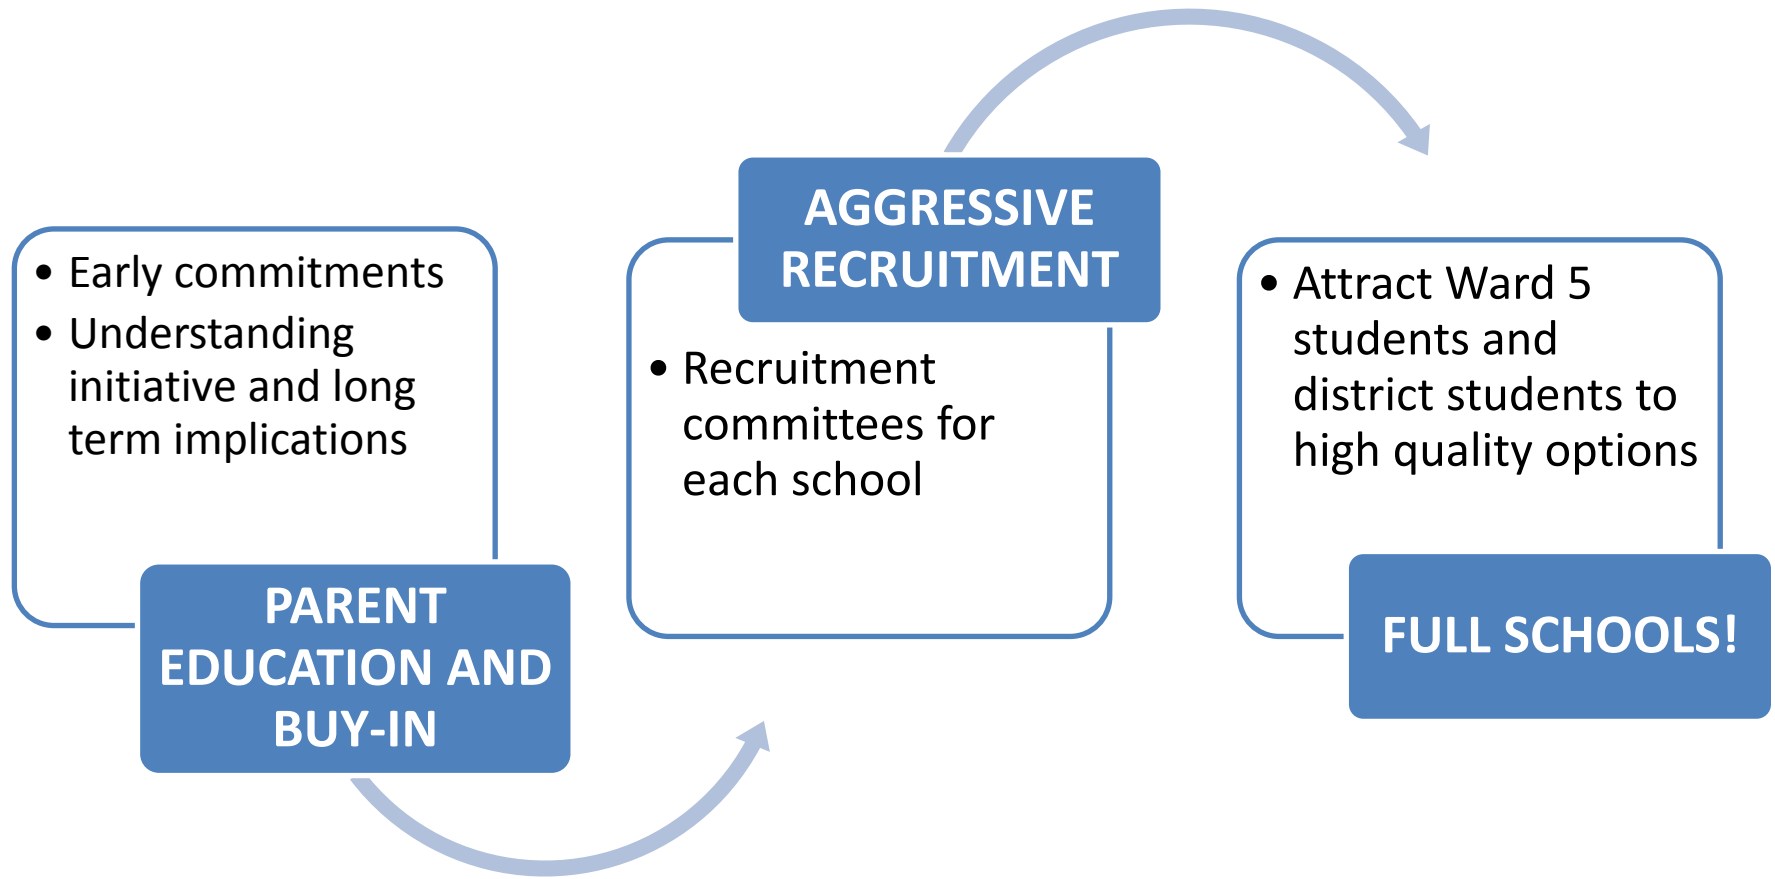 • Early commitments
• Understanding
initiative and long
term implications
PARENT
EDUCATION AND
BUY-IN
AGGRESSIVE
RECRUITMENT
• Recruitment
committees for
each school
• Attract Ward 5
students and
district students to
high quality options
FULL SCHOOLS!